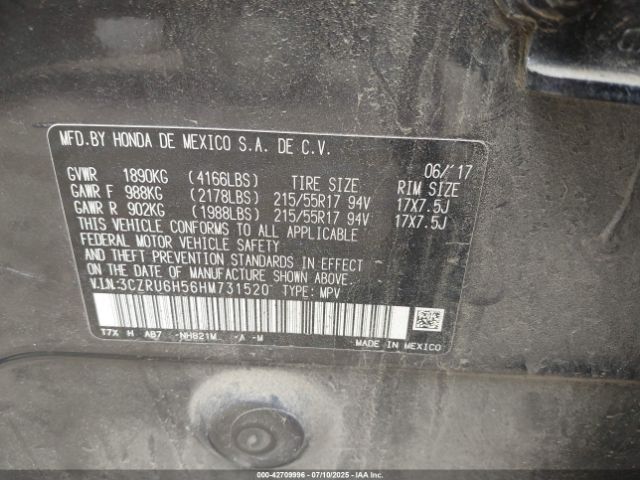 MFD.BY HONDA DE MEXICO S.A. DE C.V.
06/'17
GVWR 1890KG (4166LBS) TIRE SIZE RIM SIZE
GAWR F 988KG (2178LBS) 215/55R17 94V 17X7.5J
GAWR R 902KG (1988LBS) 215/55R17 94V 17X7.5J
THIS VEHICLE CONFORMS TO ALL APPLICABLE
FEDERAL MOTOR VEHICLE SAFETY
AND THEFT PREVENTION STANDARDS IN EFFECT
ON THE DATE OF MANUFACTURE SHOWN ABOVE.
V.I.N:3CZRU6H56HM731520 TYPE: MPV
T7X H AB7 -NH821M -A -M
MADE IN MEXICO
000-42709996 - 07/10/2025 - IAA Inc.